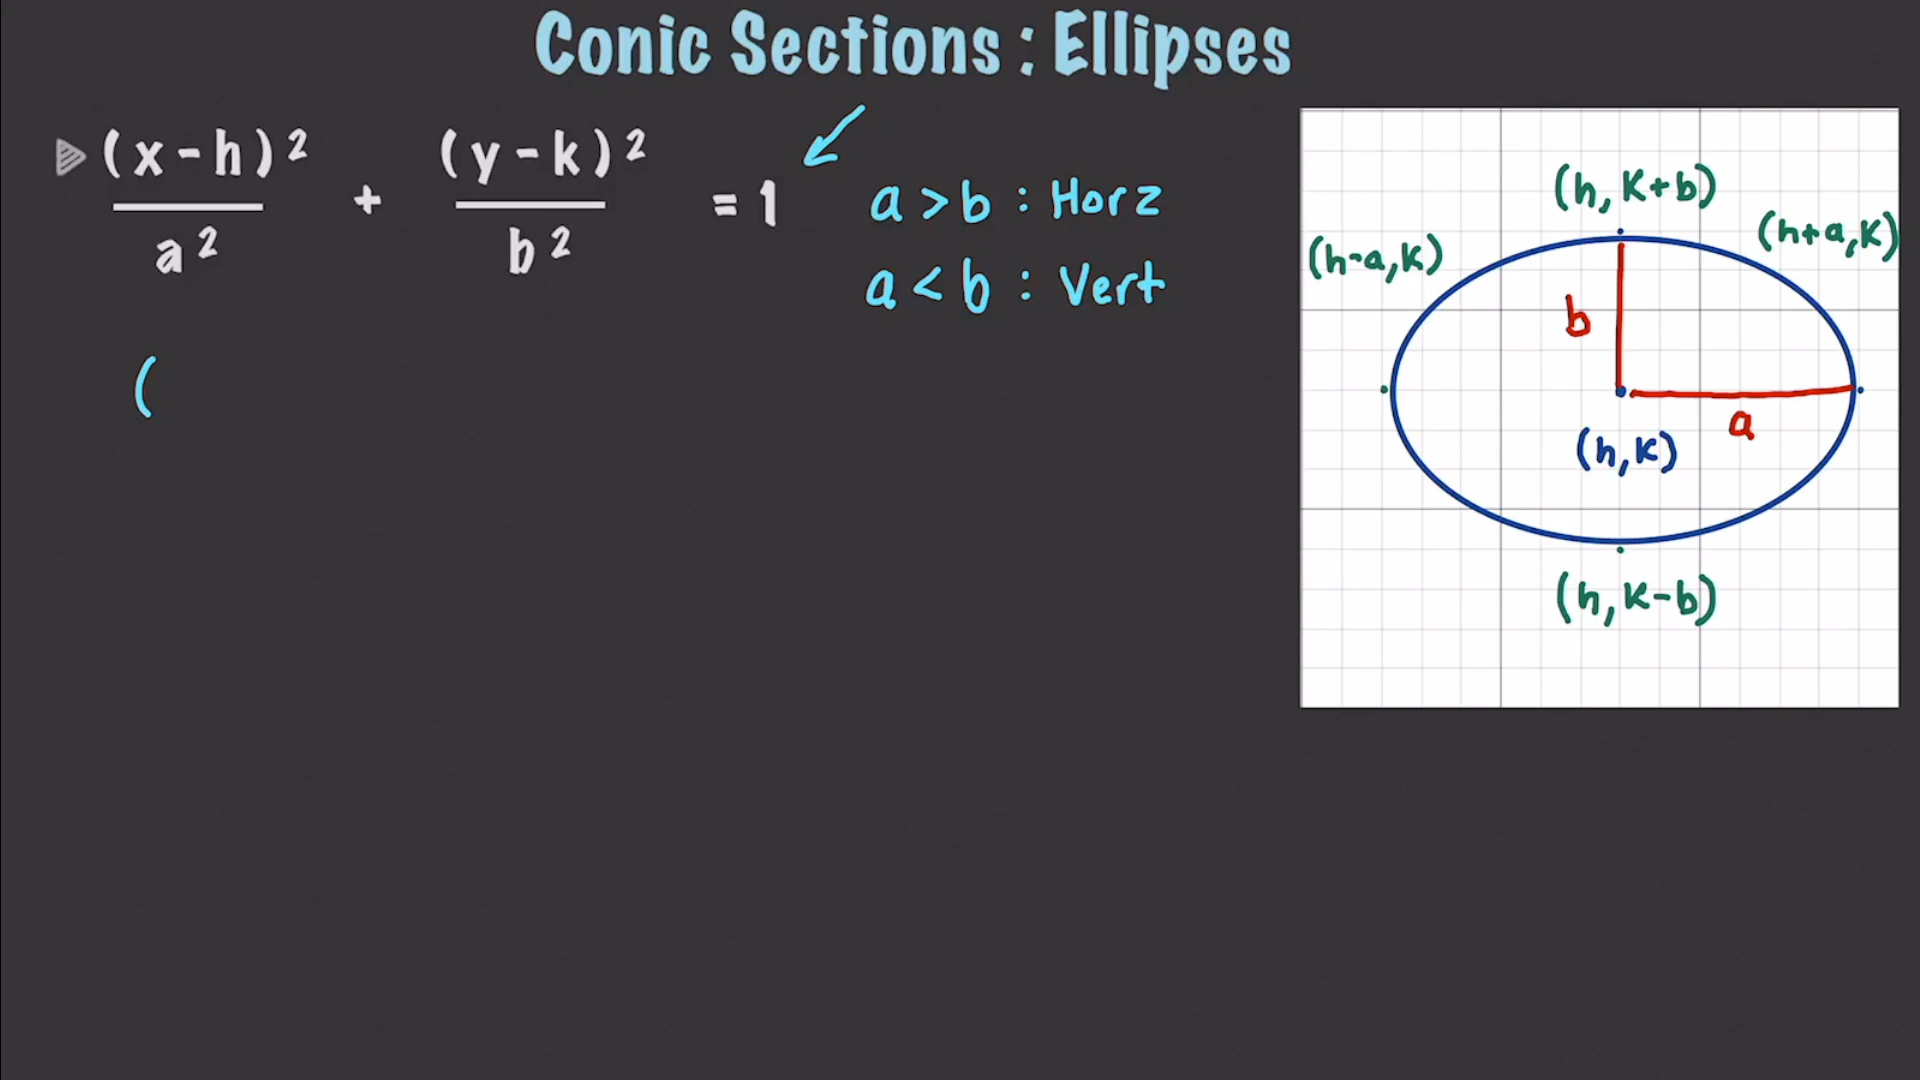 Conic Sections : Ellipses
(x-h)²
a²
+
(y-k)²
b²
= 1
a > b : Horz
a < b : Vert
(
(h, K+b)
(h-a, K)
(h+a, K)
b
a
(h, K)
(h, K-b)